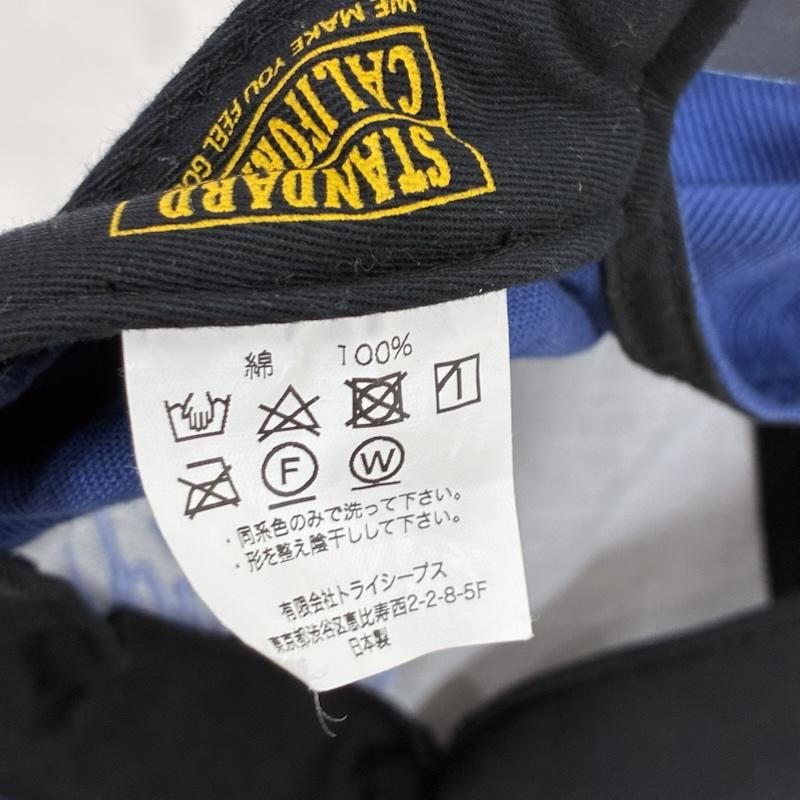 WE MAKE YOU FEEL GO
STANDARD
CALIFOR
綿 100%
F W
・同系色のみで洗って下さい。
・形を整え陰干しして下さい。
有限会社トライシープス
東京都渋谷区恵比寿西2-2-8-5F
日本製